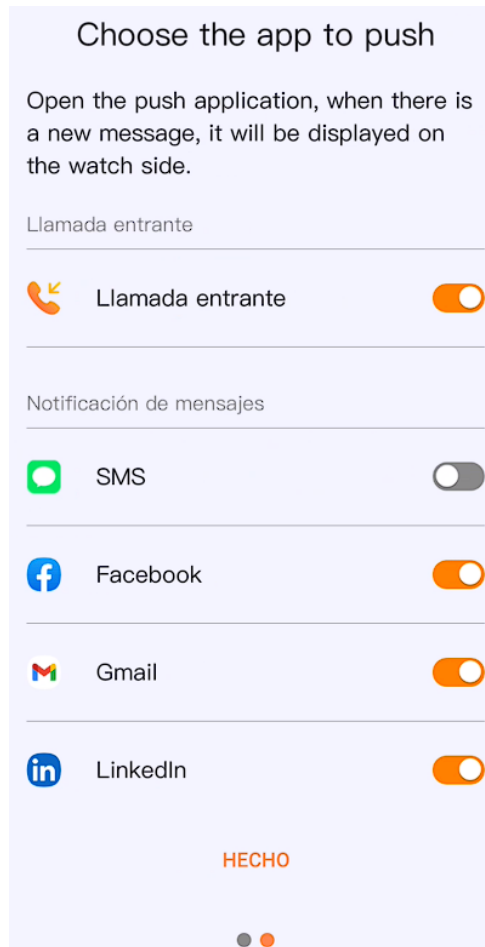 Choose the app to push
Open the push application, when there is
a new message, it will be displayed on
the watch side.
Llamada entrante
Llamada entrante
Notificación de mensajes
SMS
Facebook
Gmail
LinkedIn
HECHO